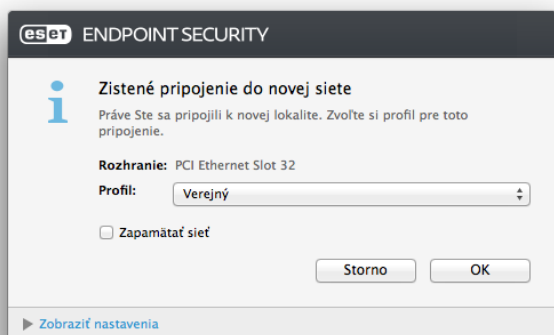 eset ENDPOINT SECURITY
Zistené pripojenie do novej siete
Práve Ste sa pripojili k novej lokalite. Zvoľte si profil pre toto
pripojenie.
Rozhranie: PCI Ethernet Slot 32
Profil: Verejný
Zapamätať sieť
Storno OK
Zobraziť nastavenia